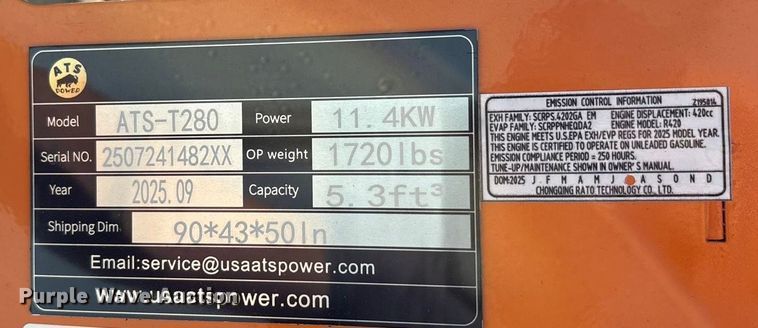 ATS
POWER
Model ATS-T280 Power 11.4KW
Serial NO. 2507241482XX OP weight 1720lbs
Year 2025.09 Capacity 5.3ft³
Shipping Dim 90*43*50In
Email:service@usaatspower.com
Www.usaatspower.com
Purple Wave Auction
EMISSION CONTROL INFORMATION Z195814
EXH FAMILY: SCRPS.4202GA EM ENGINE DISPLACEMENT: 420cc
EVAP FAMILY: SCRPPNHEQDA2 ENGINE MODEL: R420
THIS ENGINE MEETS U.S.EPA EXH/EVP REGS FOR 2025 MODEL YEAR.
THIS ENGINE IS CERTIFIED TO OPERATE ON UNLEADED GASOLINE.
EMISSION COMPLIANCE PERIOD = 250 HOURS.
TUNE-UP/MAINTENANCE SHOWN IN OWNER'S MANUAL.
DOM:2025 J F M A M J A S O N D
CHONGQING RATO TECHNOLOGY CO., LTD.